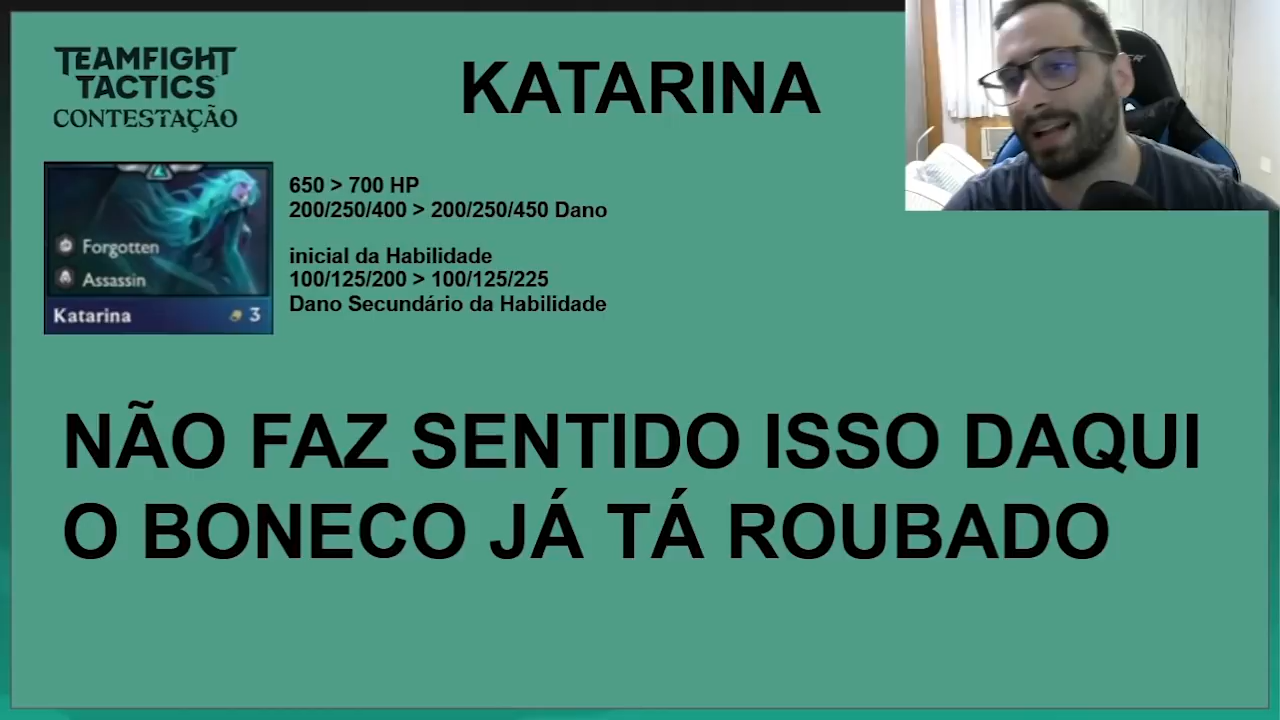 TEAMFIGHT
TACTICS
CONTESTAÇÃO
KATARINA
Forgotten
Assassin
Katarina 3
650 > 700 HP
200/250/400 > 200/250/450 Dano
inicial da Habilidade
100/125/200 > 100/125/225
Dano Secundário da Habilidade
NÃO FAZ SENTIDO ISSO DAQUI
O BONECO JÁ TÁ ROUBADO